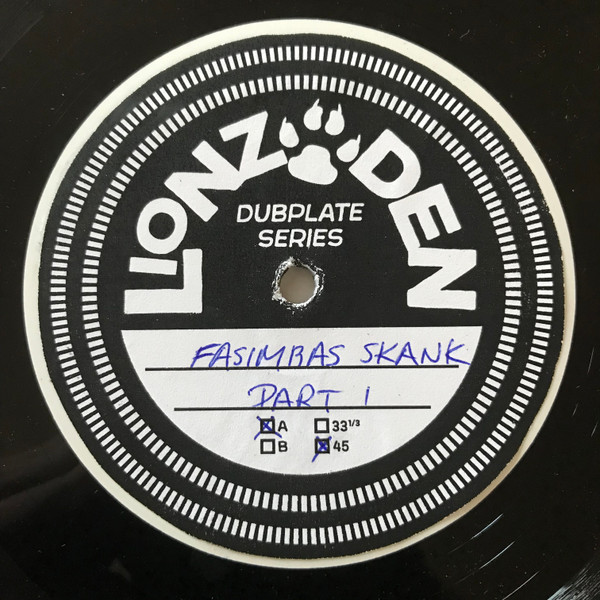 LIONZ DEN
DUBPLATE
SERIES
FASIMBAS SKANK
PART 1
A 33 1/3
B 45